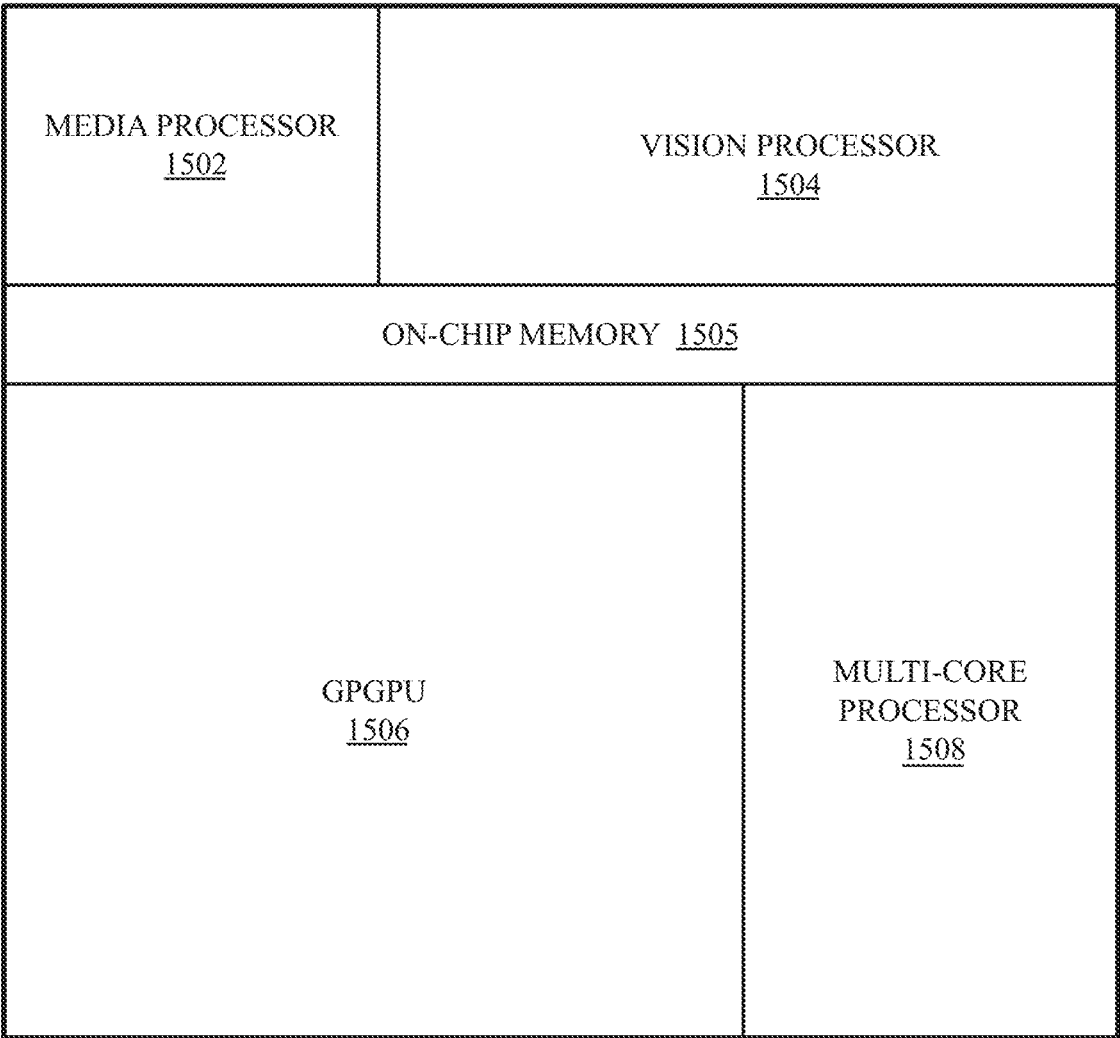 MEDIA PROCESSOR
1502
VISION PROCESSOR
1504
ON-CHIP MEMORY 1505
GPGPU
1506
MULTI-CORE
PROCESSOR
1508